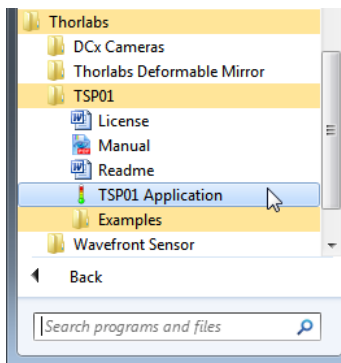 Thorlabs
DCx Cameras
Thorlabs Deformable Mirror
TSP01
License
Manual
Readme
TSP01 Application
Examples
Wavefront Sensor
Back
Search programs and files